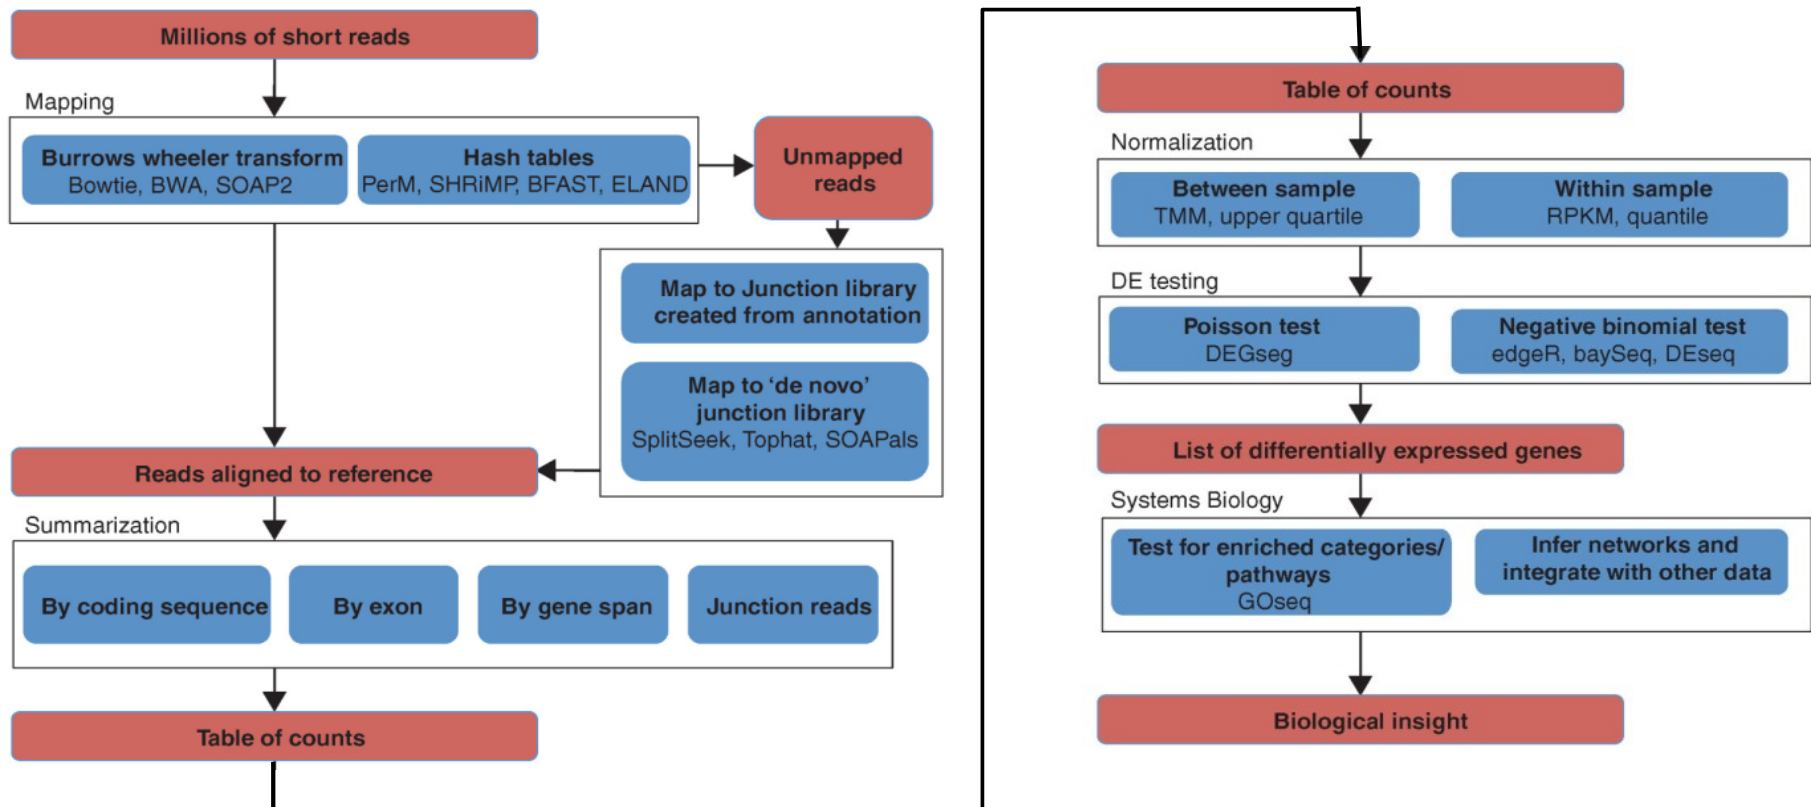 Millions of short reads
Mapping
Burrows wheeler transform
Bowtie, BWA, SOAP2
Hash tables
PerM, SHRiMP, BFAST, ELAND
Unmapped
reads
Map to Junction library
created from annotation
Map to ‘de novo’
junction library
SplitSeek, Tophat, SOAPals
Reads aligned to reference
Summarization
By coding sequence
By exon
By gene span
Junction reads
Table of counts
Table of counts
Normalization
Between sample
TMM, upper quartile
Within sample
RPKM, quantile
DE testing
Poisson test
DEGseg
Negative binomial test
edgeR, baySeq, DEseq
List of differentially expressed genes
Systems Biology
Test for enriched categories/
pathways
GOseq
Infer networks and
integrate with other data
Biological insight